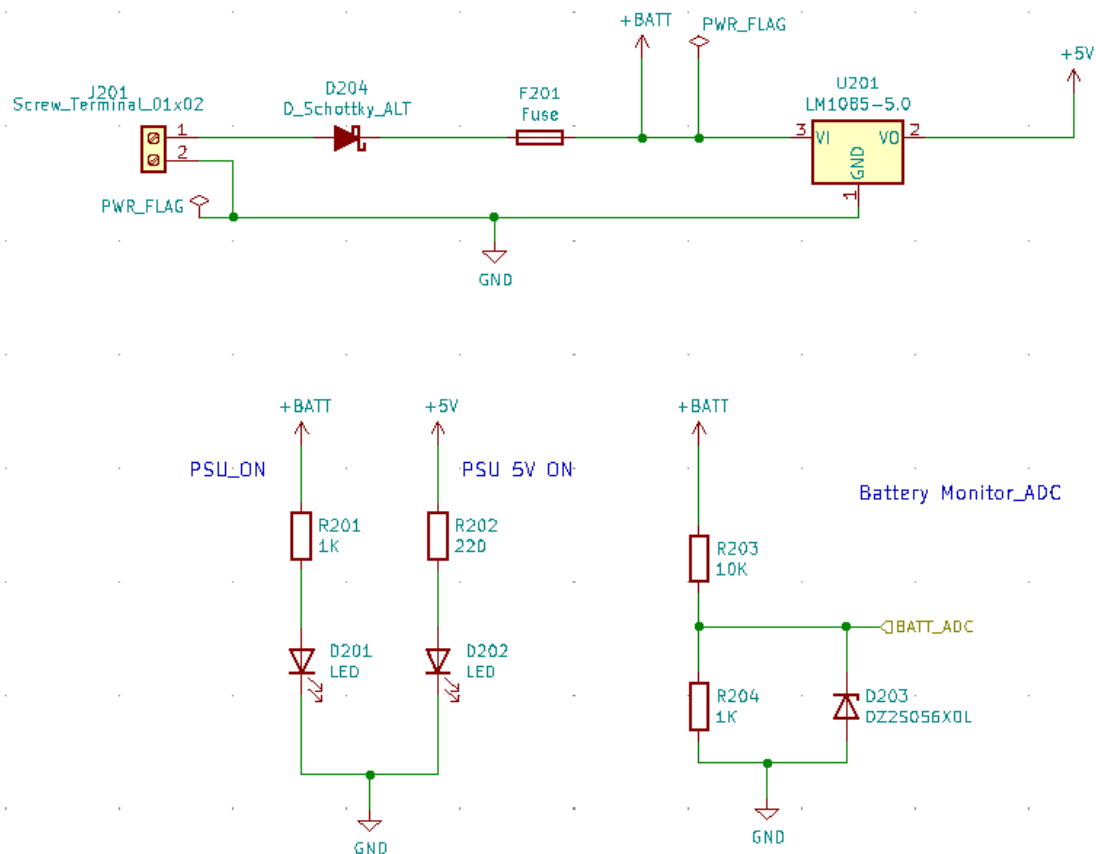 +BATT
PWR_FLAG
+5V
J201
Screw_Terminal_01x02
D204
D_Schottky_ALT
F201
Fuse
U201
LM1085-5.0
1
2
3
VI
VO
2
GND
1
PWR_FLAG
GND
+BATT
+5V
+BATT
PSU_ON
PSU 5V ON
Battery Monitor_ADC
R201
1K
R202
220
R203
10K
BATT_ADC
D201
LED
D202
LED
R204
1K
D203
DZ2S056X0L
GND
GND